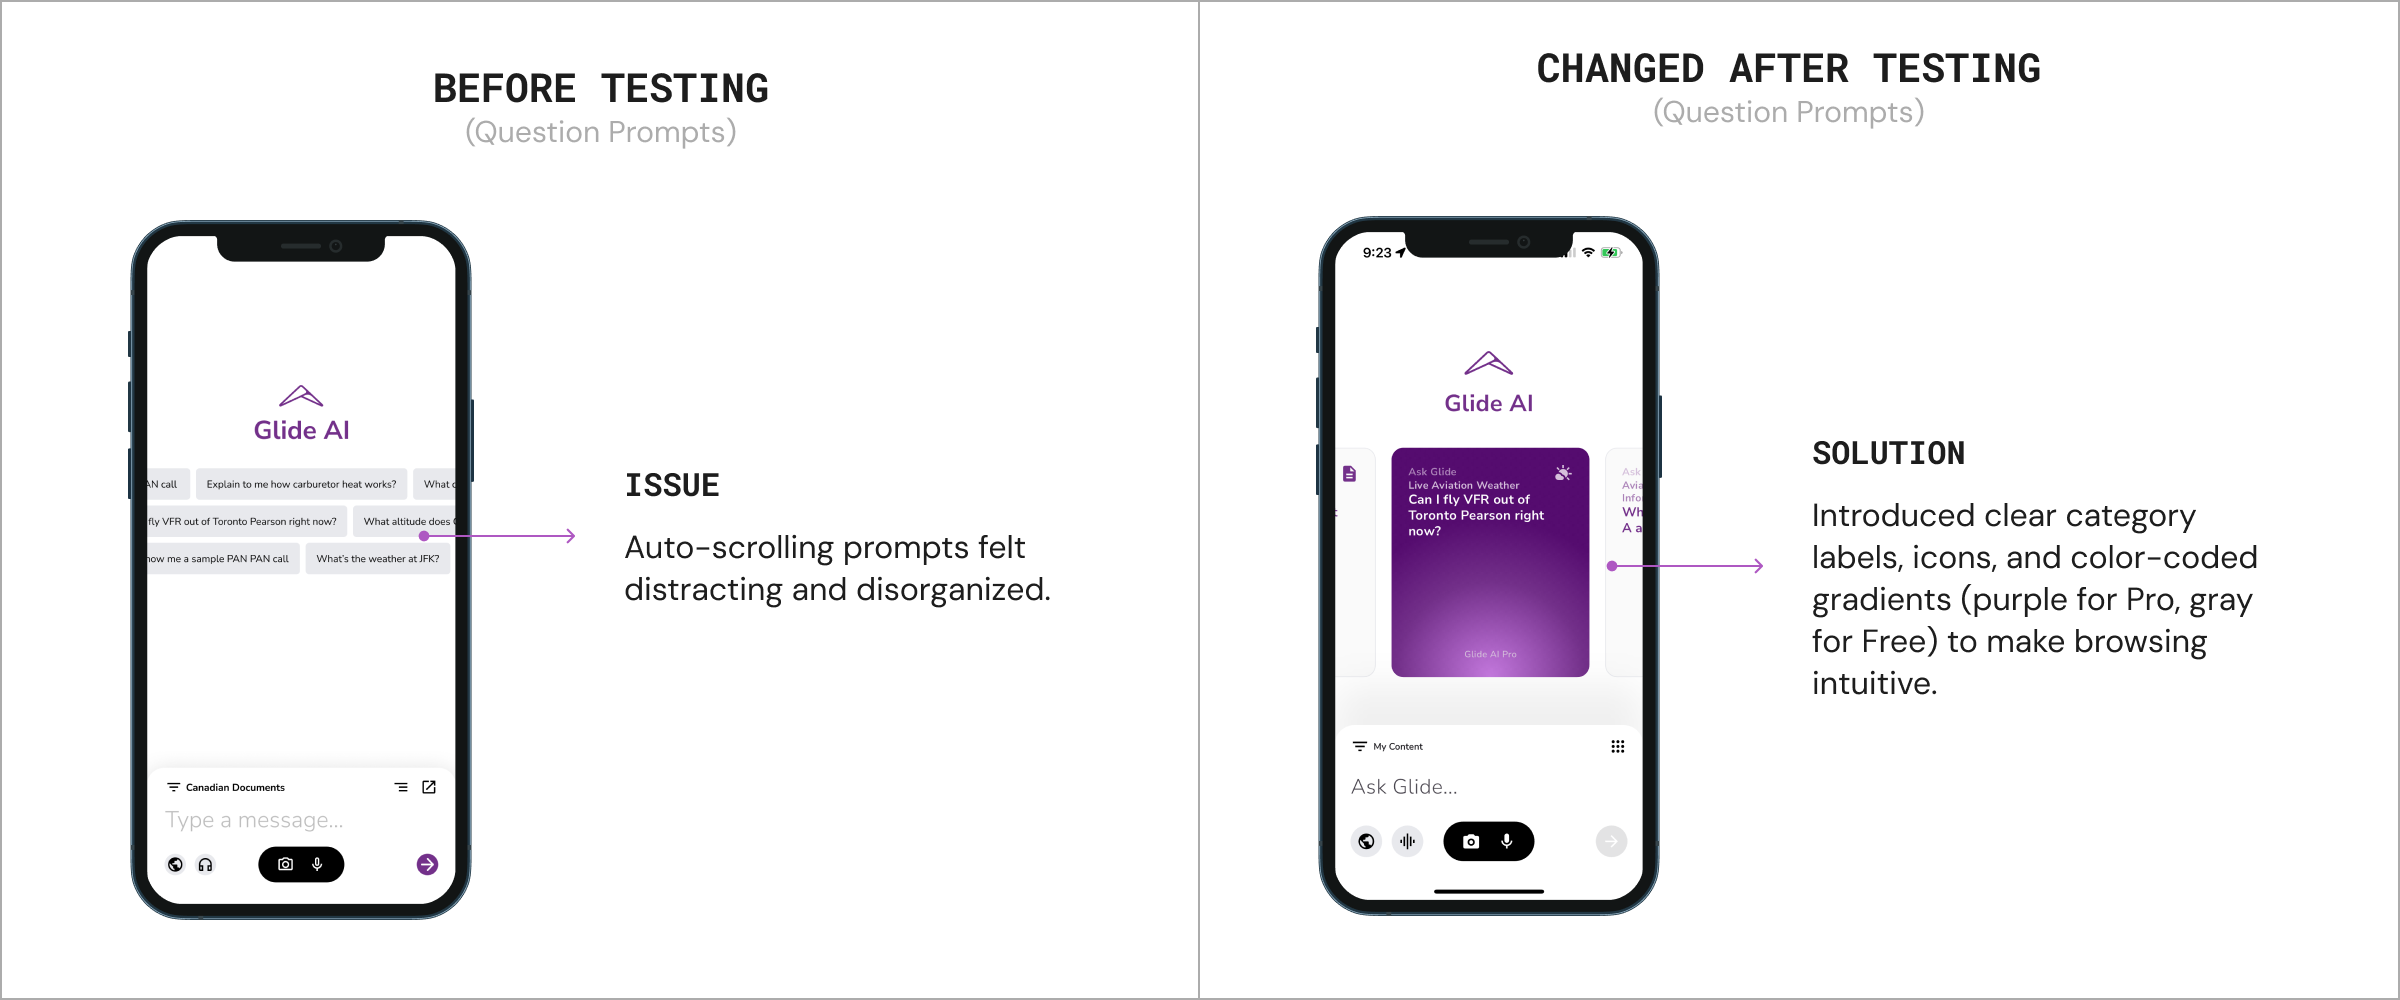 BEFORE TESTING
(Question Prompts)
Glide AI
AN call
Explain to me how carburetor heat works?
What
fly VFR out of Toronto Pearson right now?
What altitude does
me a sample PAN PAN call
What's the weather at JFK?
Canadian Documents
Type a message...
ISSUE
Auto-scrolling prompts felt
distracting and disorganized.
CHANGED AFTER TESTING
(Question Prompts)
9:23
Glide AI
Ask Glide
Live Aviation Weather
Can I fly VFR out of
Toronto Pearson right
now?
Glide AI Pro
Ask
Avia
Infor
Wh
A a
My Content
Ask Glide...
SOLUTION
Introduced clear category
labels, icons, and color-coded
gradients (purple for Pro, gray
for Free) to make browsing
intuitive.